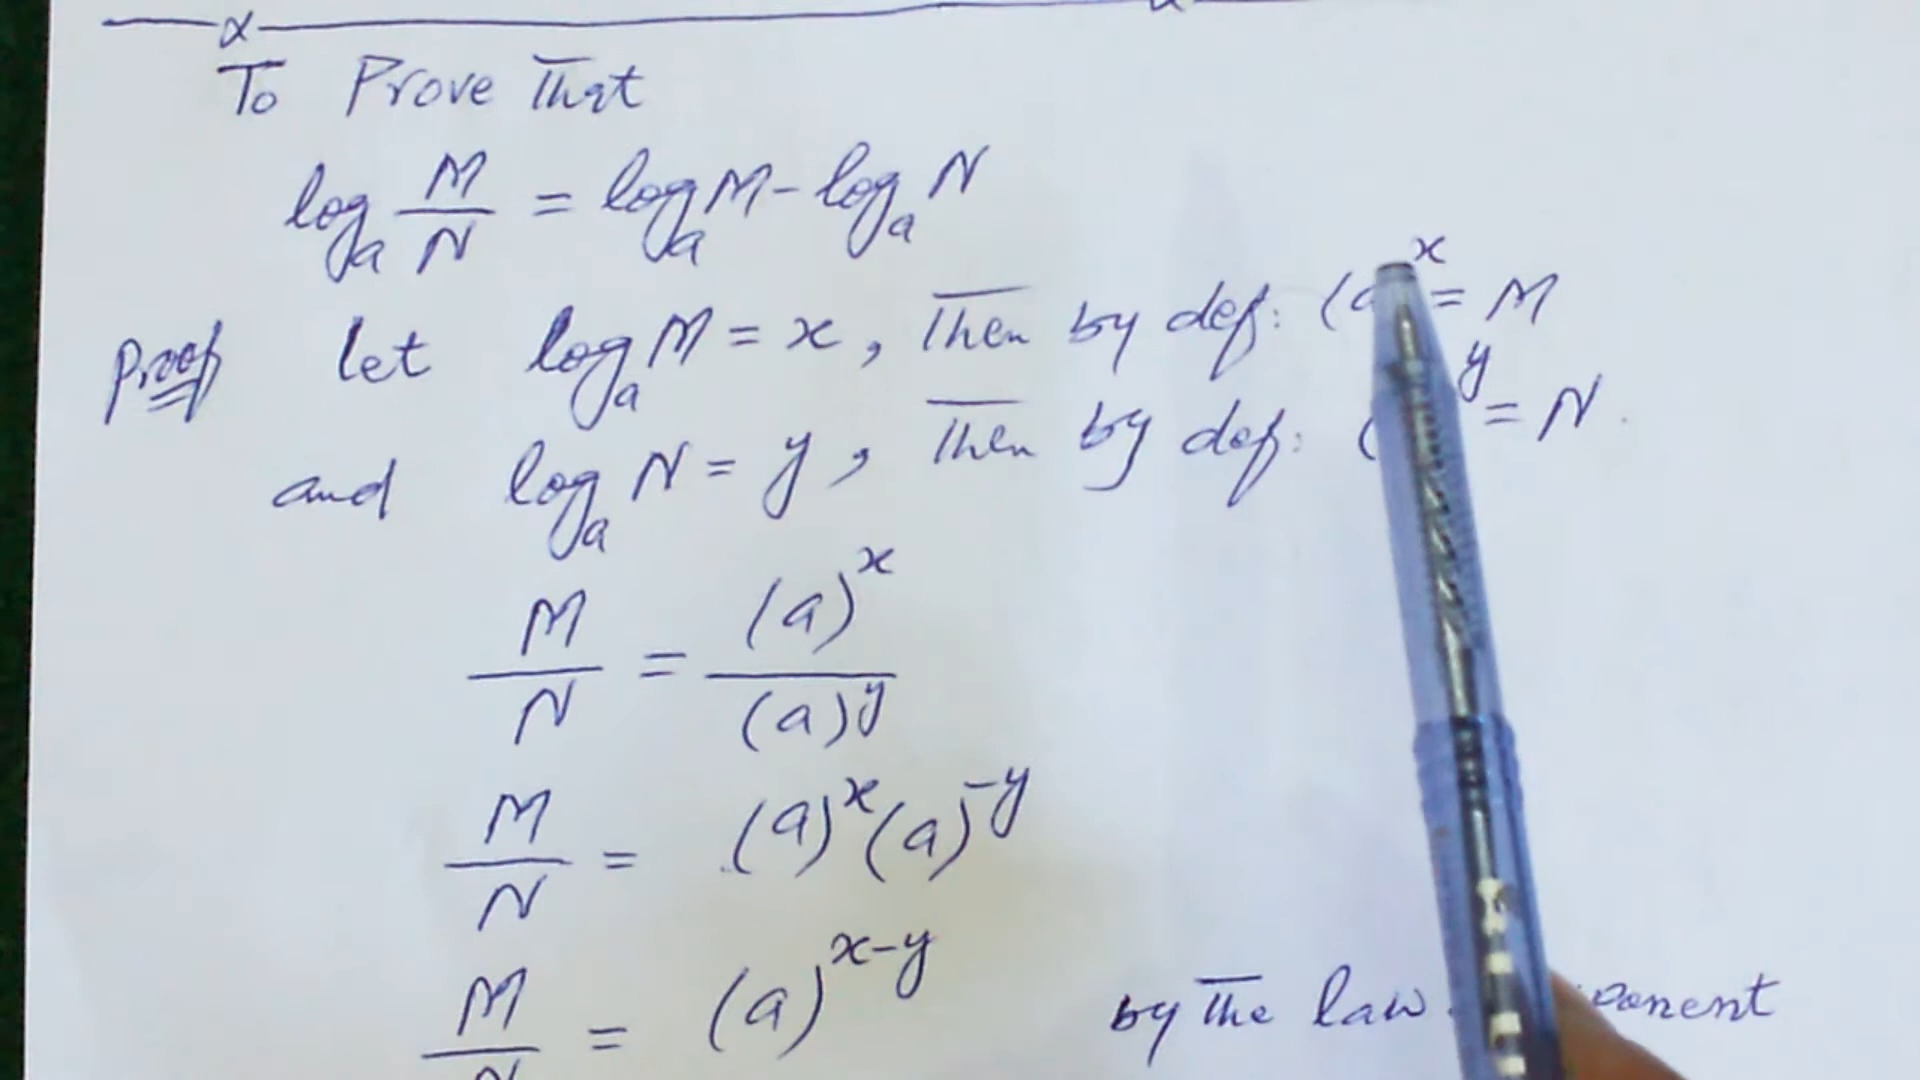 To Prove That
log_a M/N = log_a M - log_a N
Proof let log_a M = x, Then by def: (a^x = M
and log_a N = y, Then by def: ( ^y = N.
M/N = (a)^x/(a)^y
M/N = (a)^x (a)^-y
M/N = (a)^x-y by The law ponent